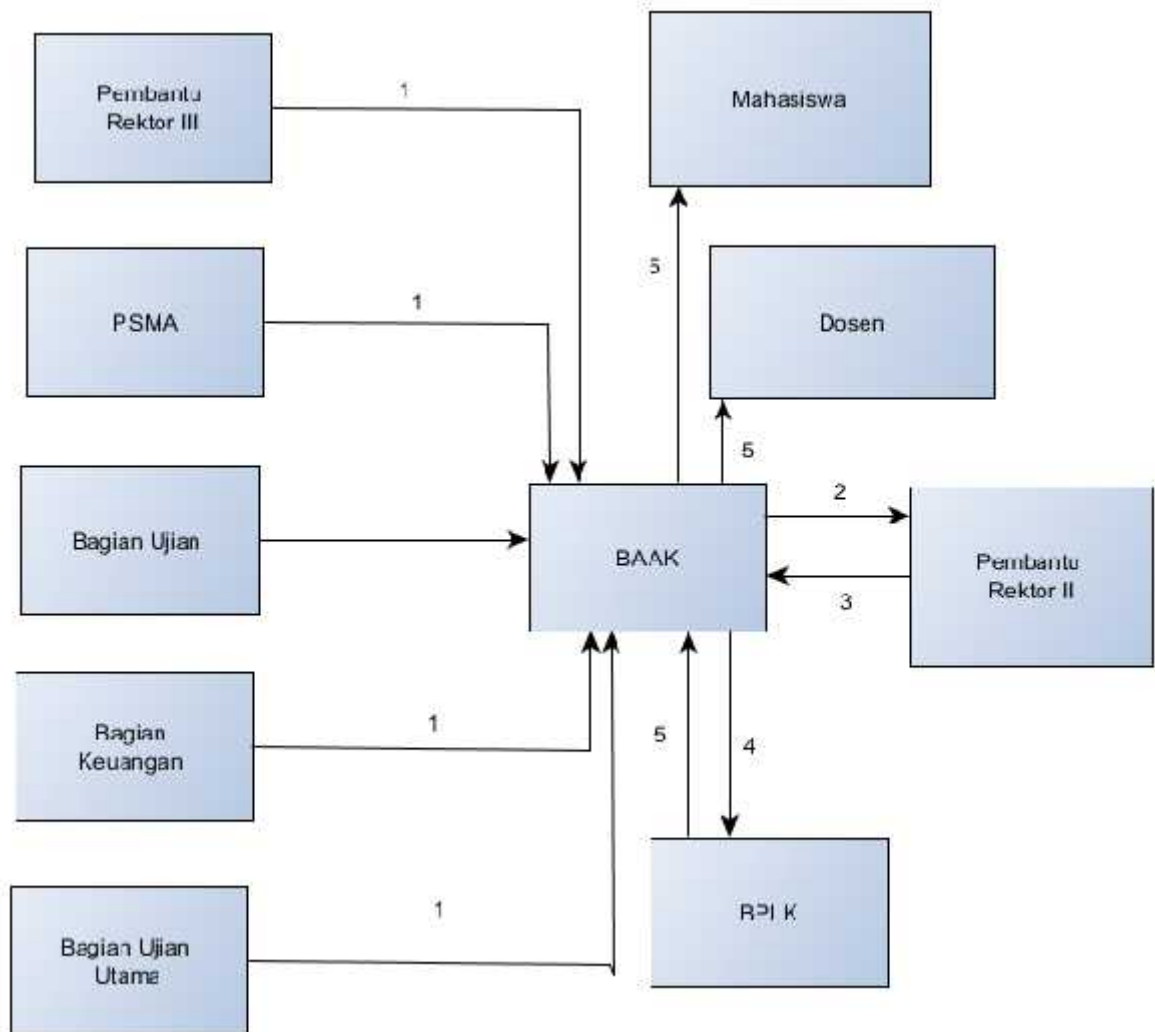 Pembantu
Rektor III
1
Mahasiswa
PSMA
1
5
Dosen
5
Bagian Ujian
BAAK
2
3
Pembantu
Rektor II
Bagian
Keuangan
1
5
4
Bagian Ujian
Utama
1